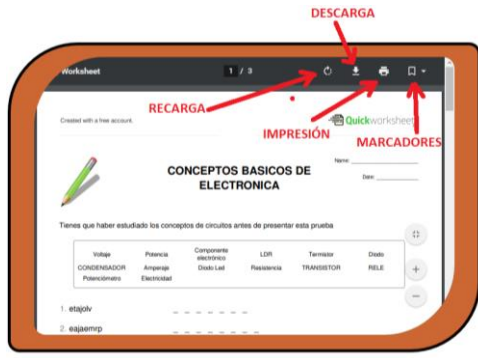 DESCARGA
Worksheet
1 / 3
RECARGA
IMPRESIÓN
MARCADORES
Created with a free account.
Quickworksheets
Name:
Date:
CONCEPTOS BASICOS DE
ELECTRONICA
Tienes que haber estudiado los conceptos de circuitos antes de presentar esta prueba
Voltaje Potencia Componente electrónico LDR Termistor Diodo
CONDENSADOR Amperaje Diodo Led Resistencia TRANSISTOR RELE
Potenciómetro Electricidad
1. etajolv
2. eajaemrp